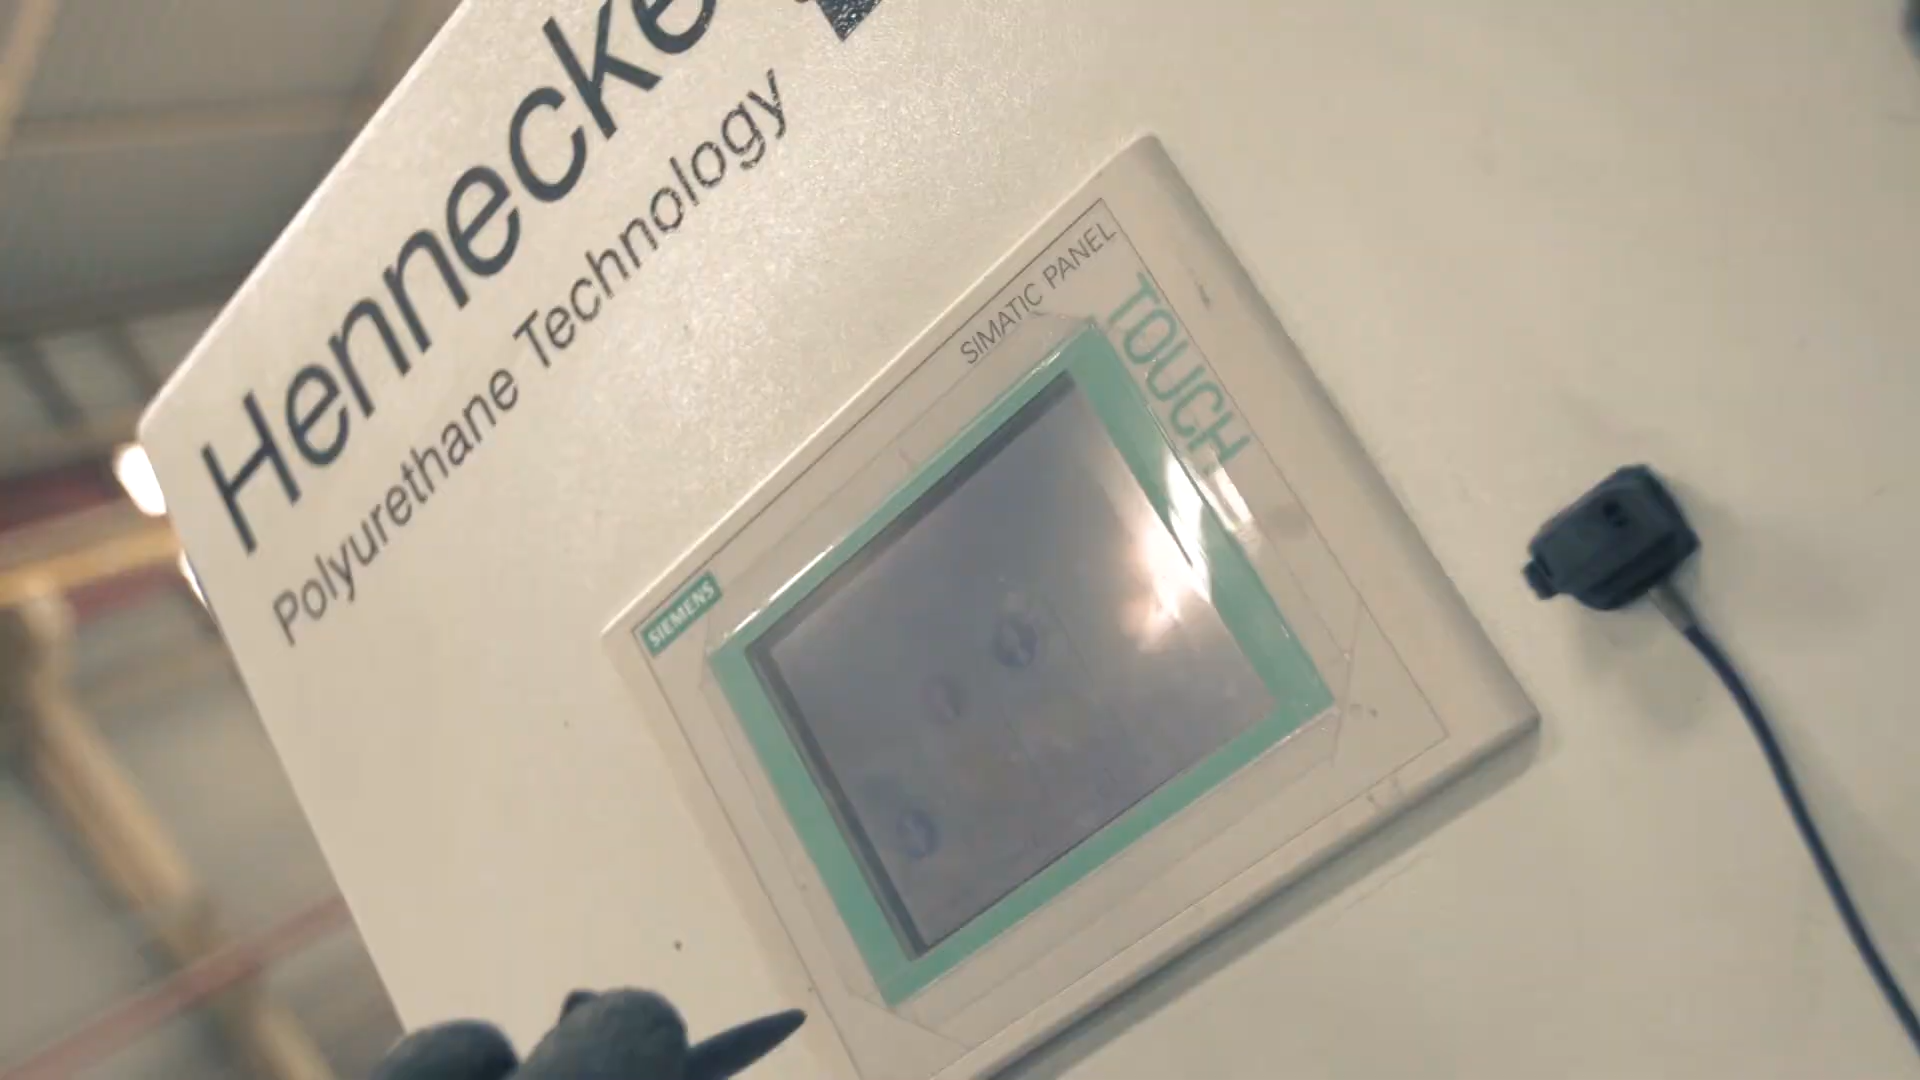 Hennecke
Polyurethane Technology
SIEMENS
SIMATIC PANEL
TOUCH